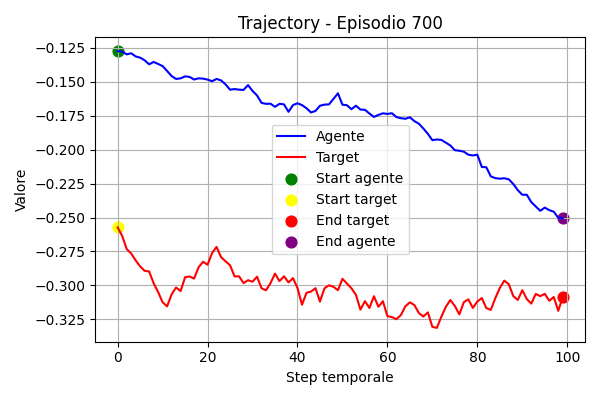 Trajectory - Episodio 700
Valore
−0.125
−0.150
−0.175
−0.200
−0.225
−0.250
−0.275
−0.300
−0.325
Agente
Target
Start agente
Start target
End target
End agente
0
20
40
60
80
100
Step temporale